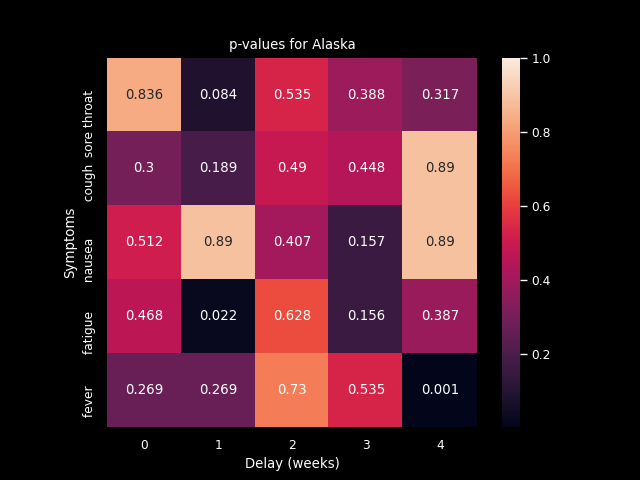 p-values for Alaska
sore throat 0.836 0.084 0.535 0.388 0.317
cough 0.3 0.189 0.49 0.448 0.89
nausea 0.512 0.89 0.407 0.157 0.89
fatigue 0.468 0.022 0.628 0.156 0.387
fever 0.269 0.269 0.73 0.535 0.001
Symptoms
0 1 2 3 4
Delay (weeks)
1.0
0.8
0.6
0.4
0.2